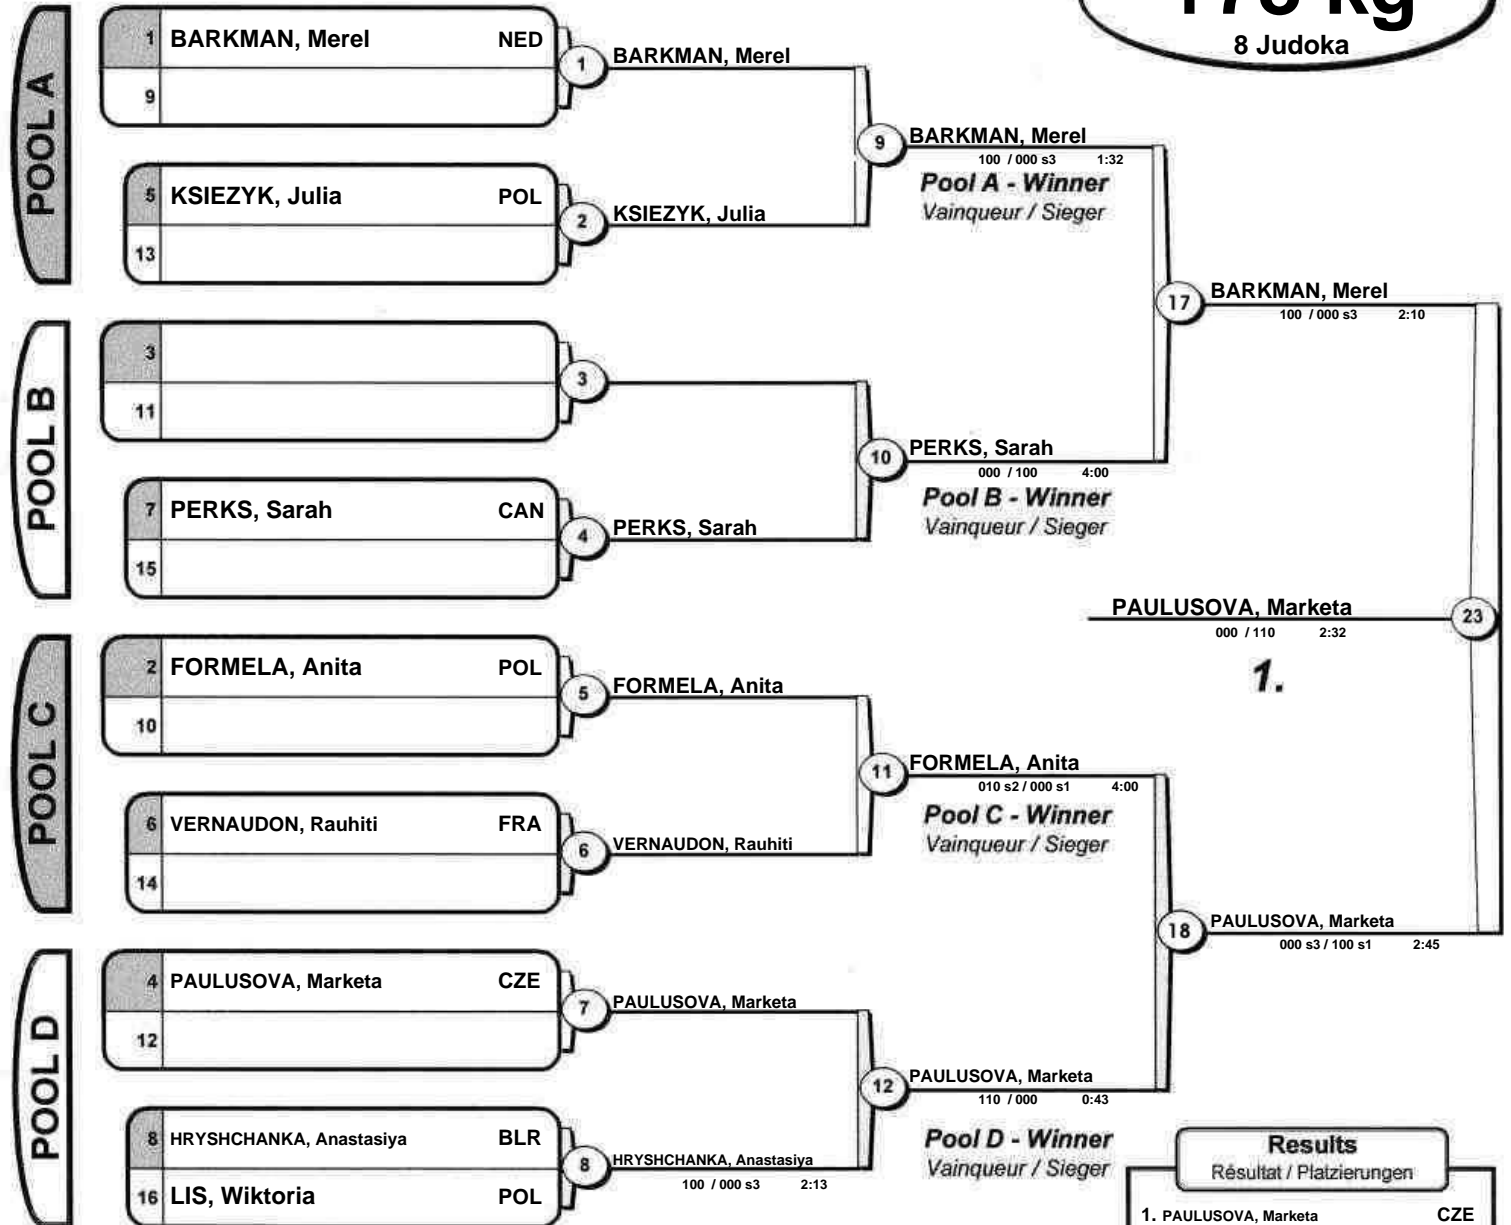 +78 kg
8 Judoka
POOL A
1 BARKMAN, Merel NED
9
1 BARKMAN, Merel
5 KSIEZYK, Julia POL
13
2 KSIEZYK, Julia
9 BARKMAN, Merel
100 / 000 s3 1:32
Pool A - Winner
Vainqueur / Sieger
POOL B
3
11
3
7 PERKS, Sarah CAN
15
4 PERKS, Sarah
10 PERKS, Sarah
000 / 100 4:00
Pool B - Winner
Vainqueur / Sieger
17 BARKMAN, Merel
100 / 000 s3 2:10
PAULUSOVA, Marketa 23
000 / 110 2:32
1.
POOL C
2 FORMELA, Anita POL
10
5 FORMELA, Anita
6 VERNAUDON, Rauhiti FRA
14
6 VERNAUDON, Rauhiti
11 FORMELA, Anita
010 s2 / 000 s1 4:00
Pool C - Winner
Vainqueur / Sieger
18 PAULUSOVA, Marketa
000 s3 / 100 s1 2:45
POOL D
4 PAULUSOVA, Marketa CZE
12
7 PAULUSOVA, Marketa
8 HRYSHCHANKA, Anastasiya BLR
16 LIS, Wiktoria POL
8 HRYSHCHANKA, Anastasiya
100 / 000 s3 2:13
12 PAULUSOVA, Marketa
110 / 000 0:43
Pool D - Winner
Vainqueur / Sieger
Results
Résultat / Platzierungen
1. PAULUSOVA, Marketa CZE